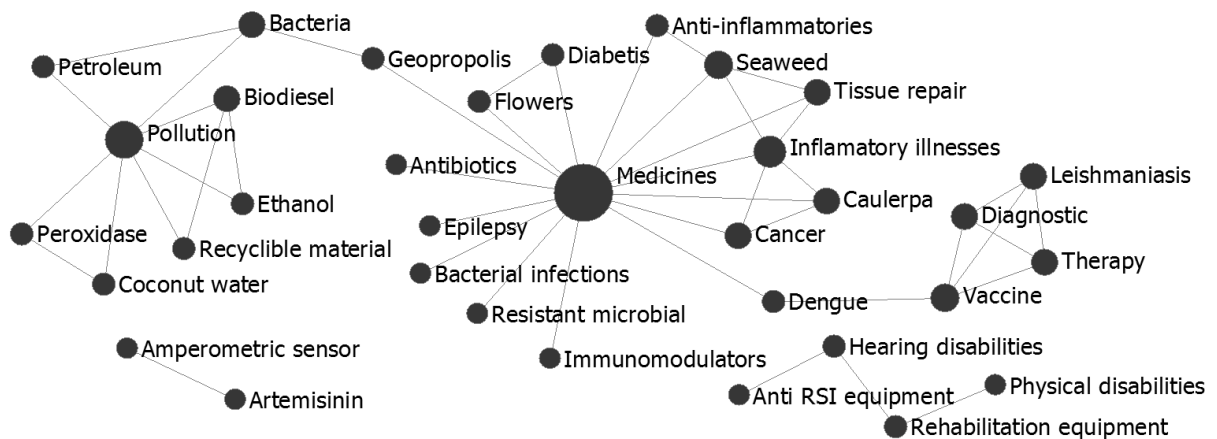 Bacteria
Anti-inflammatories
Petroleum
Geopropolis
Diabetis
Seaweed
Biodiesel
Flowers
Tissue repair
Pollution
Inflamatory illnesses
Antibiotics
Medicines
Leishmaniasis
Ethanol
Caulerpa
Diagnostic
Peroxidase
Epilepsy
Cancer
Recyclible material
Therapy
Coconut water
Bacterial infections
Vaccine
Dengue
Resistant microbial
Amperometric sensor
Immunomodulators
Hearing disabilities
Physical disabilities
Artemisinin
Anti RSI equipment
Rehabilitation equipment